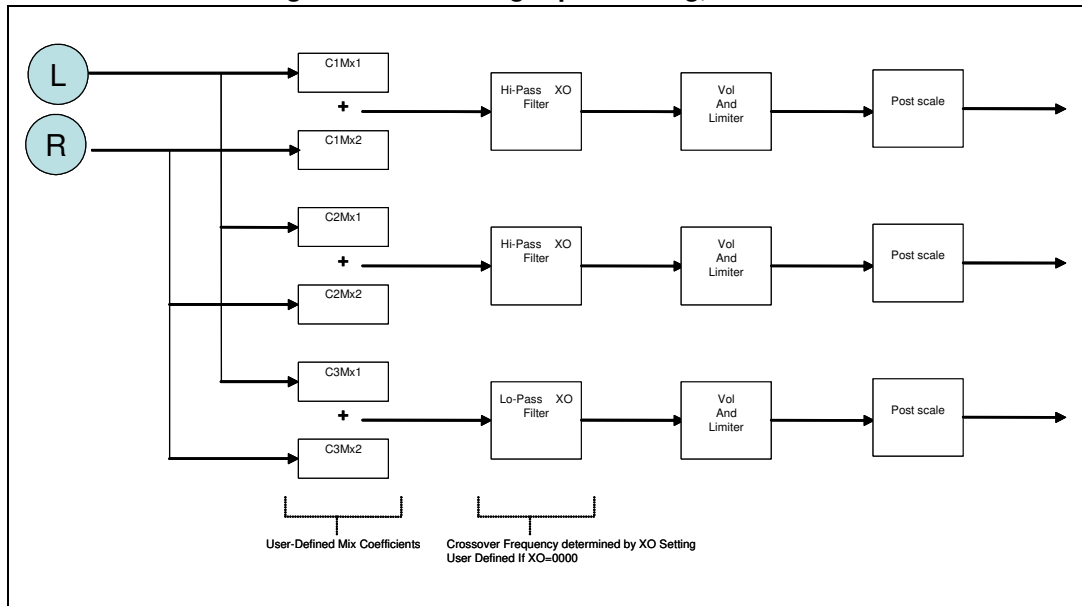 L
R
C1Mx1
+
C1Mx2
Hi-Pass XO
Filter
Vol
And
Limiter
Post scale
C2Mx1
+
C2Mx2
Hi-Pass XO
Filter
Vol
And
Limiter
Post scale
C3Mx1
+
C3Mx2
Lo-Pass XO
Filter
Vol
And
Limiter
Post scale
User-Defined Mix Coefficients
Crossover Frequency determined by XO Setting
User Defined If XO=0000